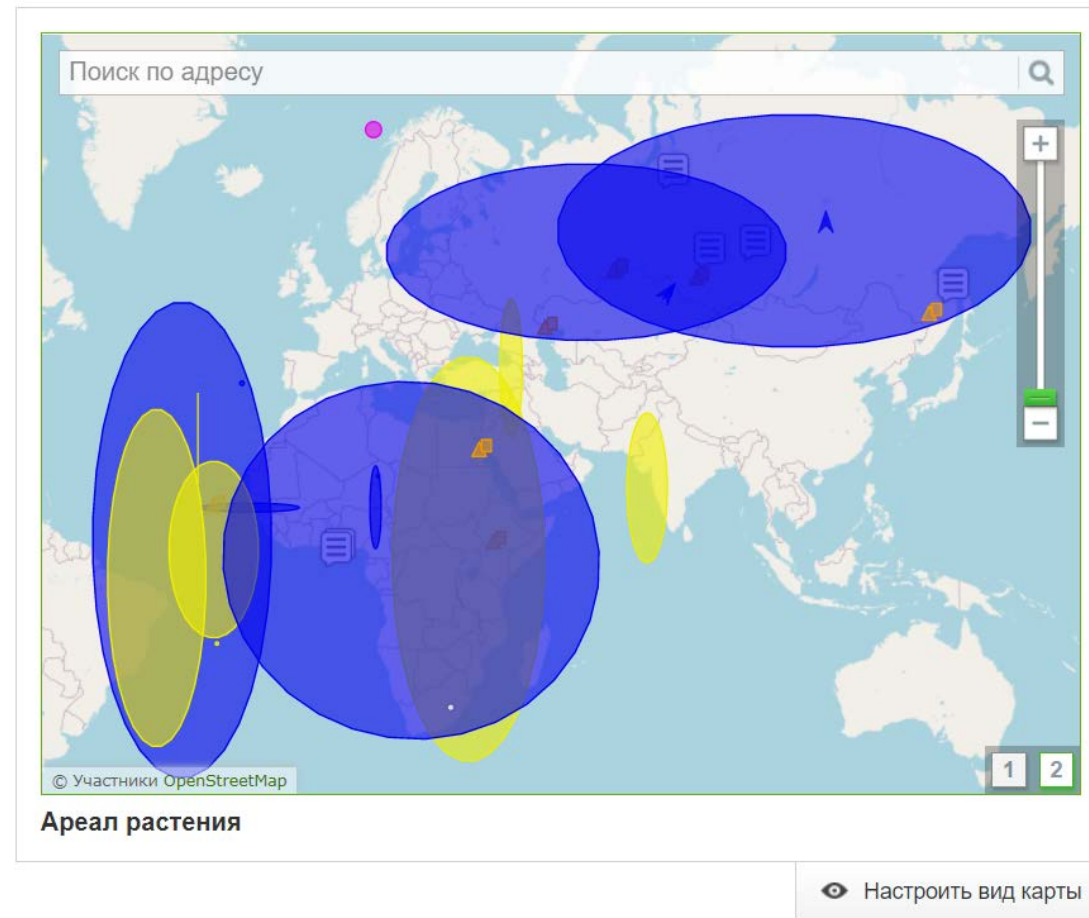 Поиск по адресу
+
−
1 2
© Участники OpenStreetMap
Ареал растения
Настроить вид карты